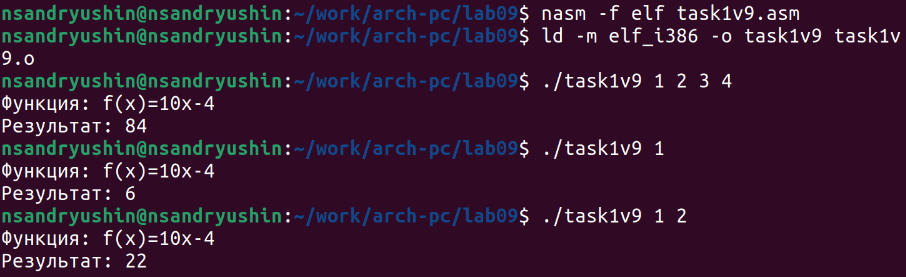 nsandryushin@nsandryushin:~/work/arch-pc/lab09$ nasm -f elf task1v9.asm
nsandryushin@nsandryushin:~/work/arch-pc/lab09$ ld -m elf_i386 -o task1v9 task1v
9.o
nsandryushin@nsandryushin:~/work/arch-pc/lab09$ ./task1v9 1 2 3 4
Функция: f(x)=10x-4
Результат: 84
nsandryushin@nsandryushin:~/work/arch-pc/lab09$ ./task1v9 1
Функция: f(x)=10x-4
Результат: 6
nsandryushin@nsandryushin:~/work/arch-pc/lab09$ ./task1v9 1 2
Функция: f(x)=10x-4
Результат: 22